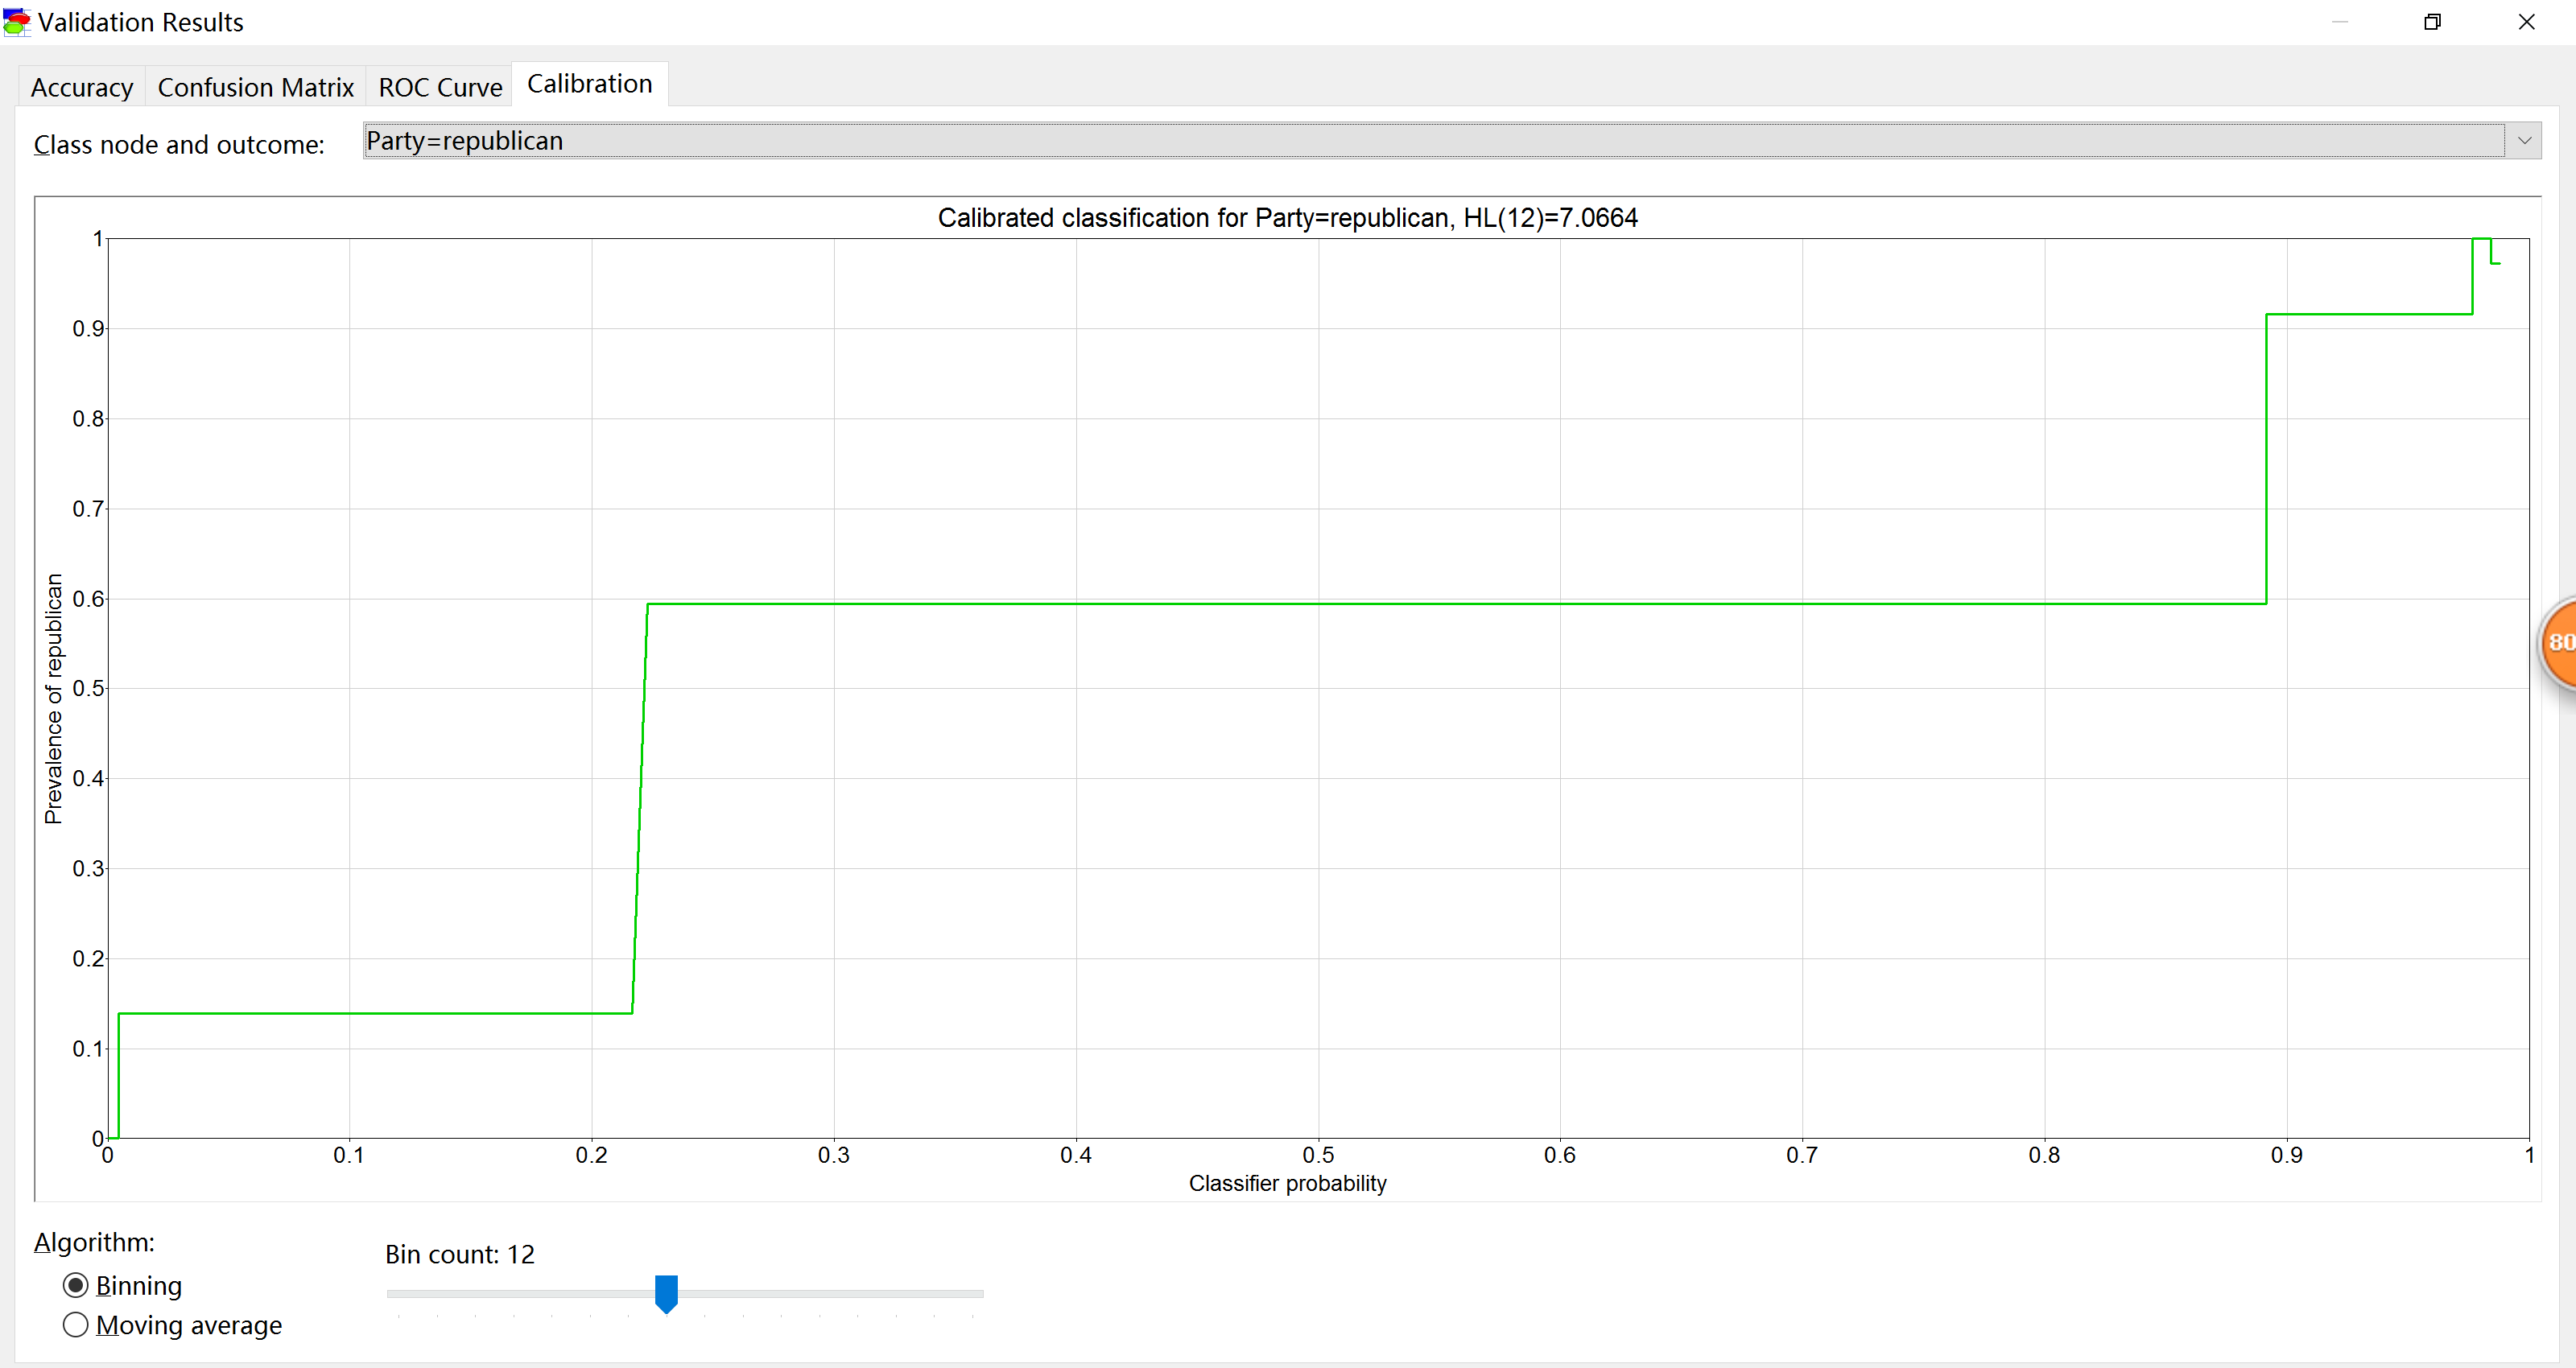 Validation Results
Accuracy Confusion Matrix ROC Curve Calibration
Class node and outcome: Party=republican
Calibrated classification for Party=republican, HL(12)=7.0664
1
0.9
0.8
0.7
0.6
0.5
0.4
0.3
0.2
0.1
0
Prevalence of republican
0 0.1 0.2 0.3 0.4 0.5 0.6 0.7 0.8 0.9 1
Classifier probability
80
Algorithm:
Bin count: 12
Binning
Moving average